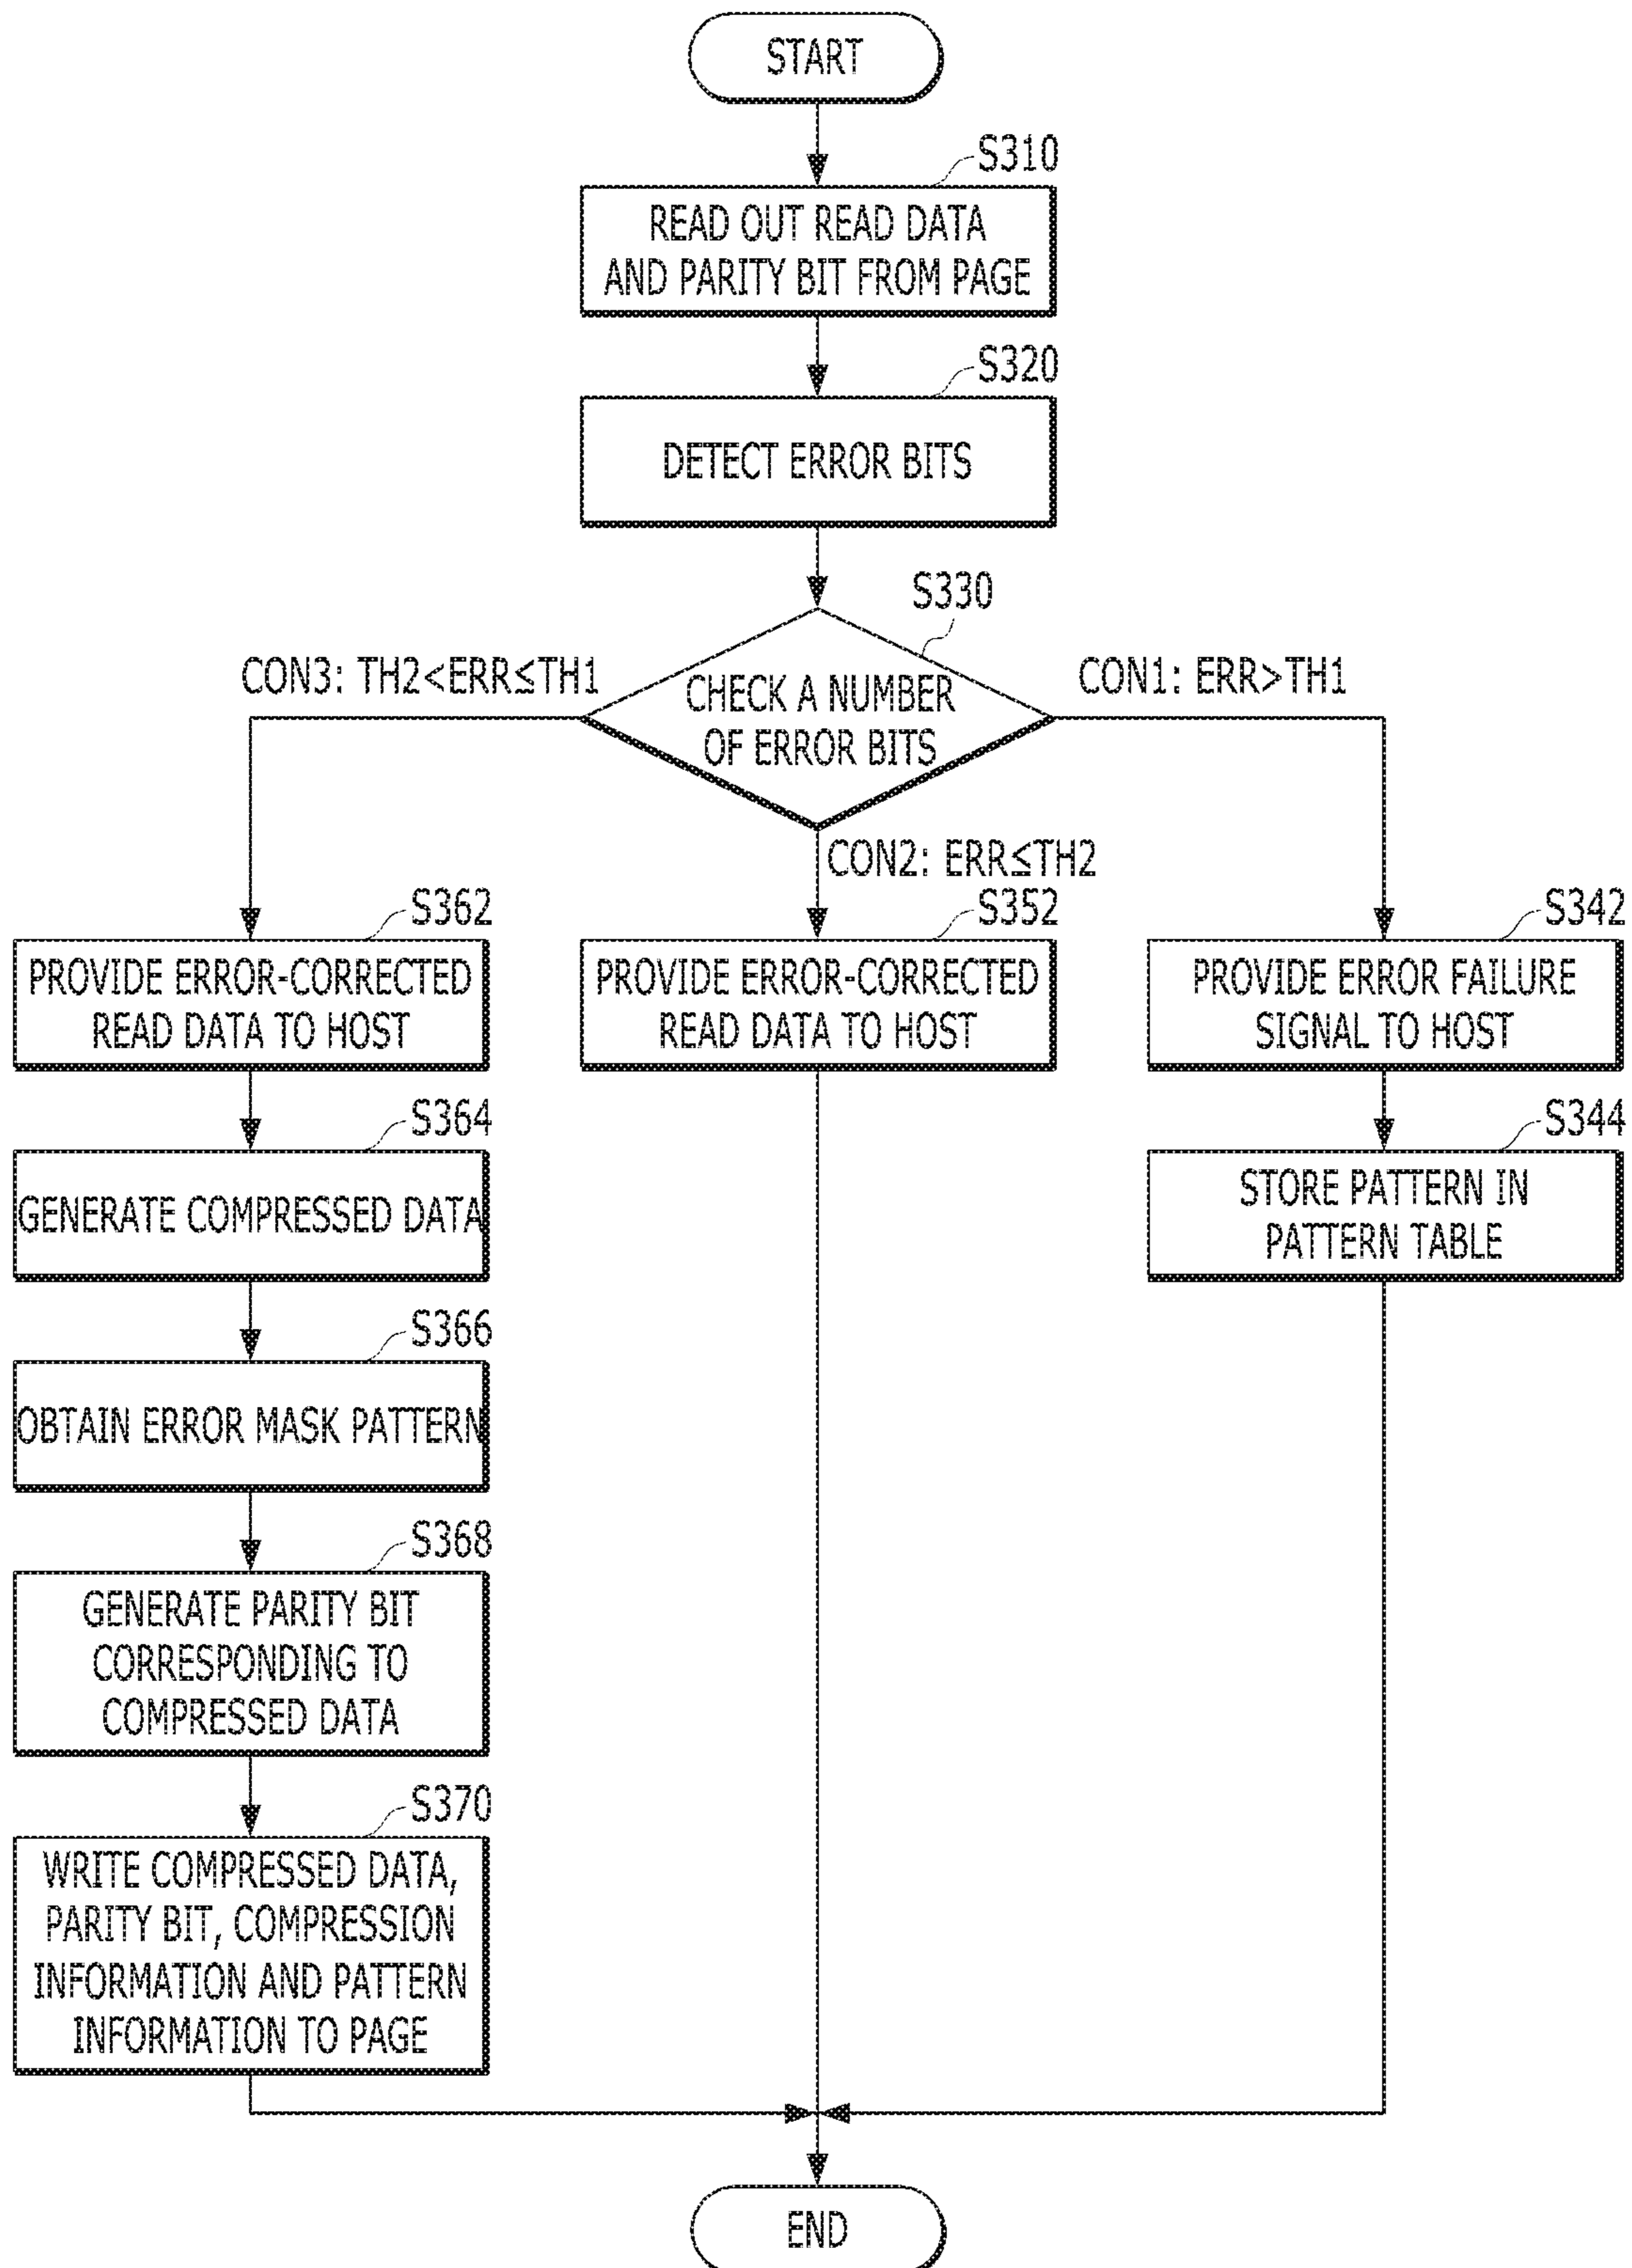 START
S310
READ OUT READ DATA
AND PARITY BIT FROM PAGE
S320
DETECT ERROR BITS
S330
CON3: TH2<ERR≤TH1
CHECK A NUMBER
OF ERROR BITS
CON1: ERR>TH1
CON2: ERR≤TH2
S362
PROVIDE ERROR-CORRECTED
READ DATA TO HOST
S352
PROVIDE ERROR-CORRECTED
READ DATA TO HOST
S342
PROVIDE ERROR FAILURE
SIGNAL TO HOST
S364
GENERATE COMPRESSED DATA
S344
STORE PATTERN IN
PATTERN TABLE
S366
OBTAIN ERROR MASK PATTERN
S368
GENERATE PARITY BIT
CORRESPONDING TO
COMPRESSED DATA
S370
WRITE COMPRESSED DATA,
PARITY BIT, COMPRESSION
INFORMATION AND PATTERN
INFORMATION TO PAGE
END